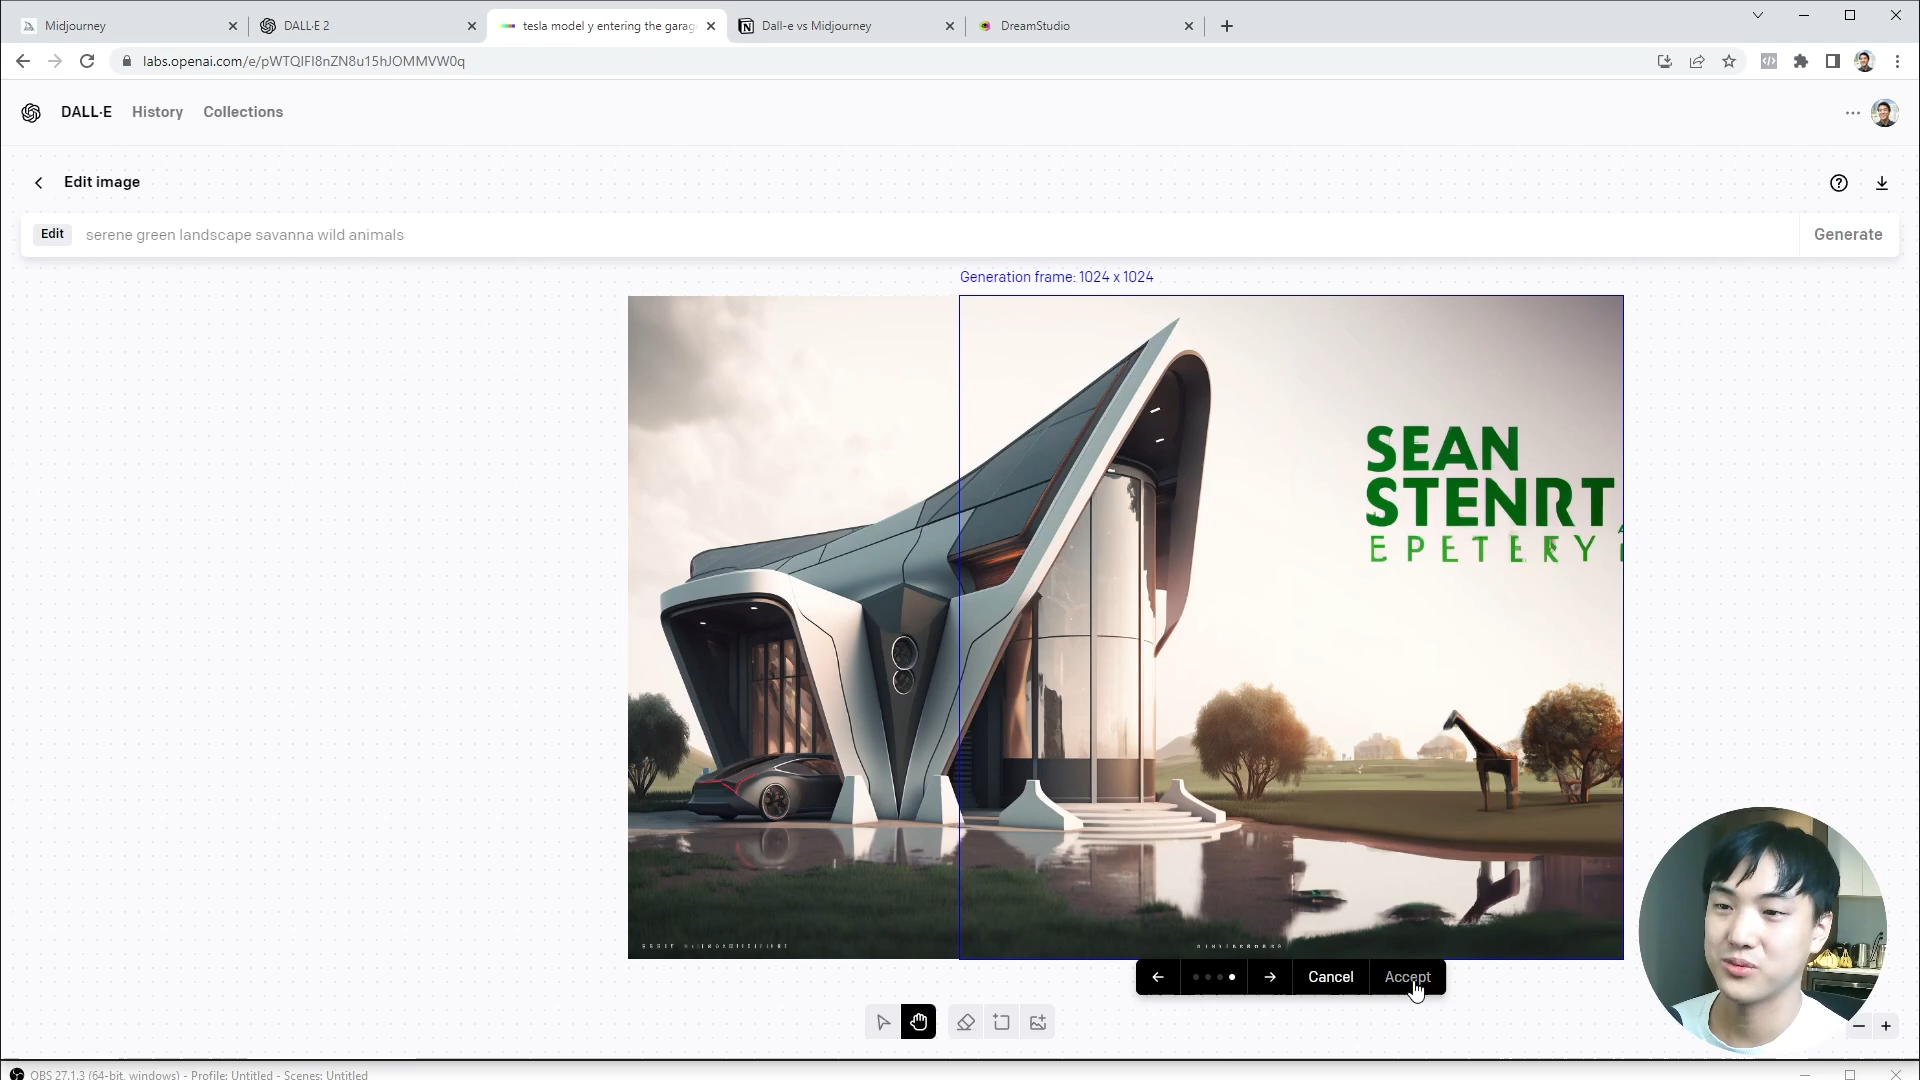 Midjourney
DALL·E 2
tesla model y entering the garag
Dall-e vs Midjourney
DreamStudio
labs.openai.com/e/pWTQIFI8nZN8u15hJOMMVW0q
DALL·E
History
Collections
Edit image
Edit
serene green landscape savanna wild animals
Generate
Generation frame: 1024 x 1024
SEAN
STENRT
EPETERY
Cancel
Accept
OBS 27.1.3 (64-bit, windows) - Profile: Untitled - Scenes: Untitled